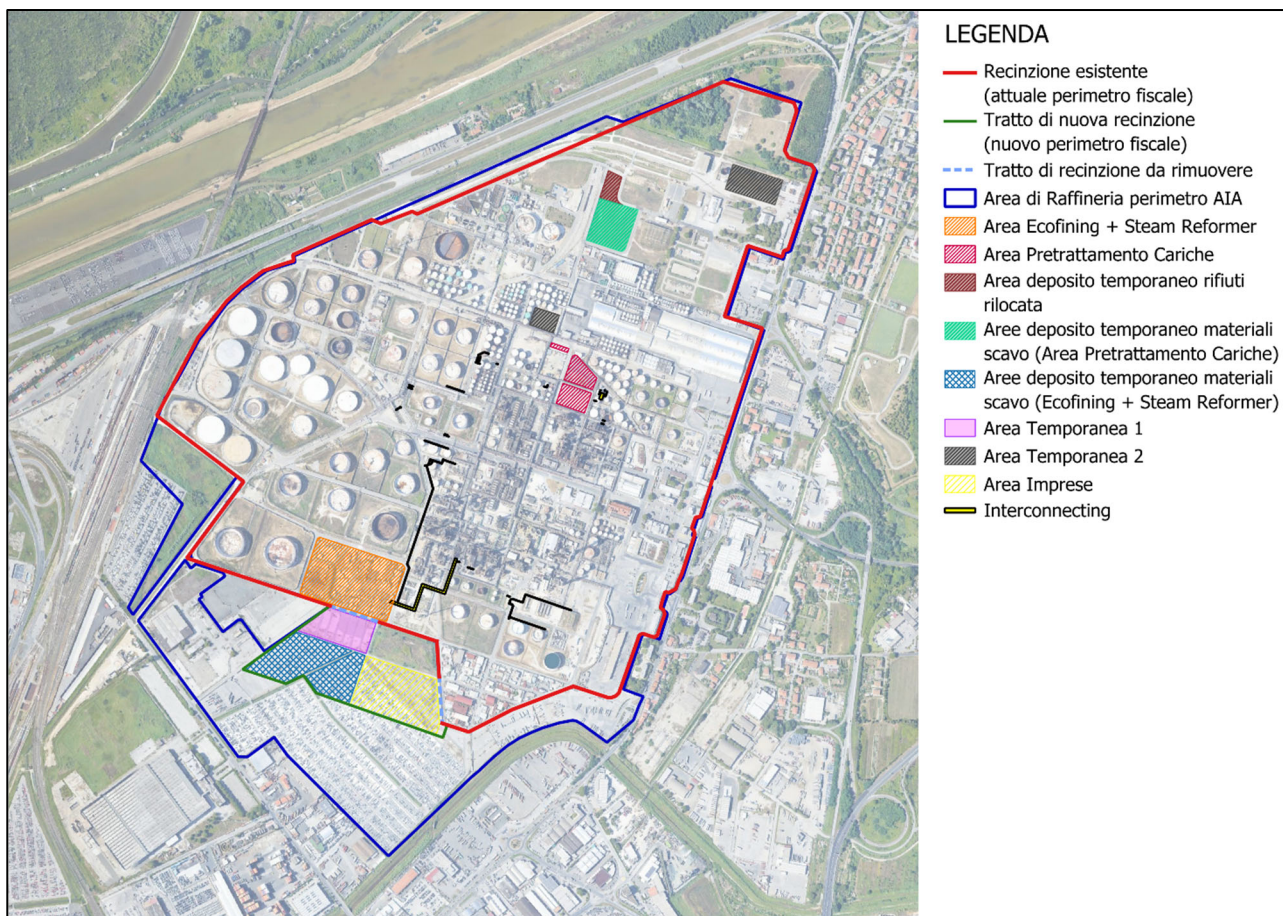 LEGENDA
Recinzione esistente
(attuale perimetro fiscale)
Tratto di nuova recinzione
(nuovo perimetro fiscale)
Tratto di recinzione da rimuovere
Area di Raffineria perimetro AIA
Area Ecofining + Steam Reformer
Area Pretrattamento Cariche
Area deposito temporaneo rifiuti
rilocata
Aree deposito temporaneo materiali
scavo (Area Pretrattamento Cariche)
Aree deposito temporaneo materiali
scavo (Ecofining + Steam Reformer)
Area Temporanea 1
Area Temporanea 2
Area Imprese
Interconnecting